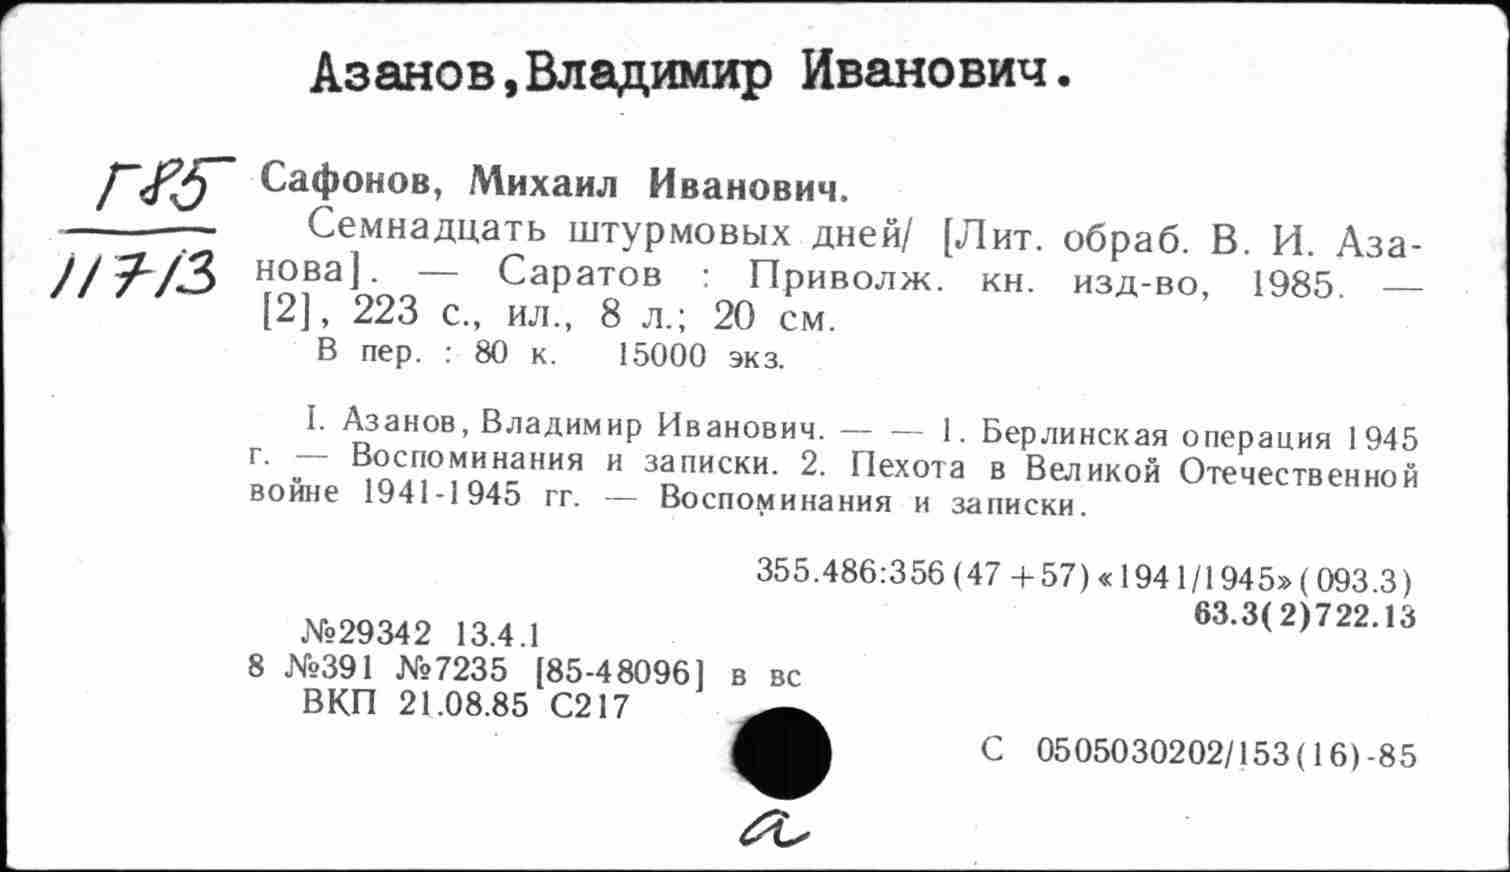 Азанов,Владимир Иванович.
Г85
117/13
Сафонов, Михаил Иванович.
Семнадцать штурмовых дней/ [Лит. обраб. В. И. Аза-
нова]. — Саратов : Приволж. кн. изд-во, 1985. —
[2], 223 с., ил., 8 л.; 20 см.
В пер. : 80 к. 15000 экз.
I. Азанов, Владимир Иванович. — — 1. Берлинская операция 1945
г. — Воспоминания и записки. 2. Пехота в Великой Отечественной
войне 1941-1945 гг. — Воспоминания и записки.
355.486:356 (47 + 57) «1941/1945» (093.3)
63.3(2)722.13
№29342 13.4.1
8 №391 №7235 [85-48096] в вс
ВКП 21.08.85 С217
С 0505030202/153(16)-85
а